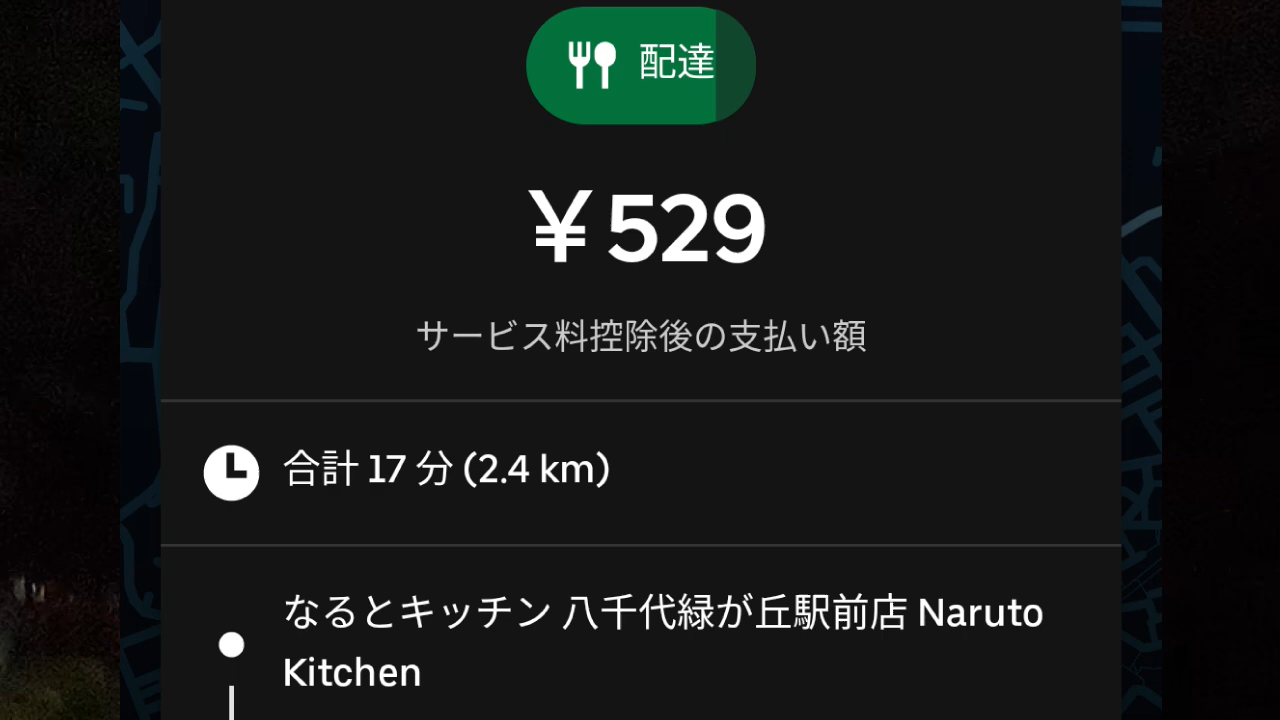 配達
￥529
サービス料控除後の支払い額
合計 17 分 (2.4 km)
なるとキッチン 八千代緑が丘駅前店 Naruto
Kitchen